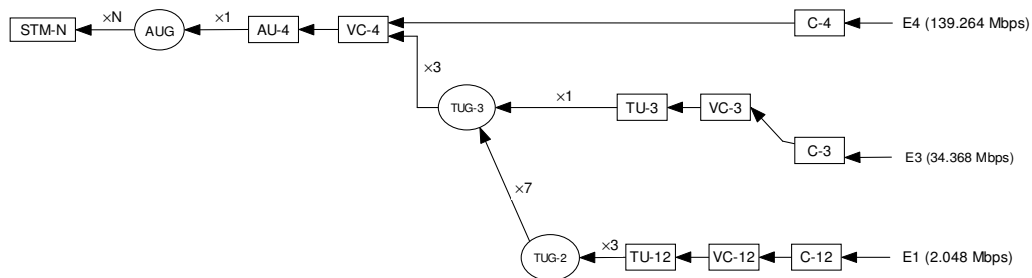 STM-N
×N
AUG
×1
AU-4
VC-4
C-4
E4 (139.264 Mbps)
×3
TUG-3
×1
TU-3
VC-3
C-3
E3 (34.368 Mbps)
×7
TUG-2
×3
TU-12
VC-12
C-12
E1 (2.048 Mbps)